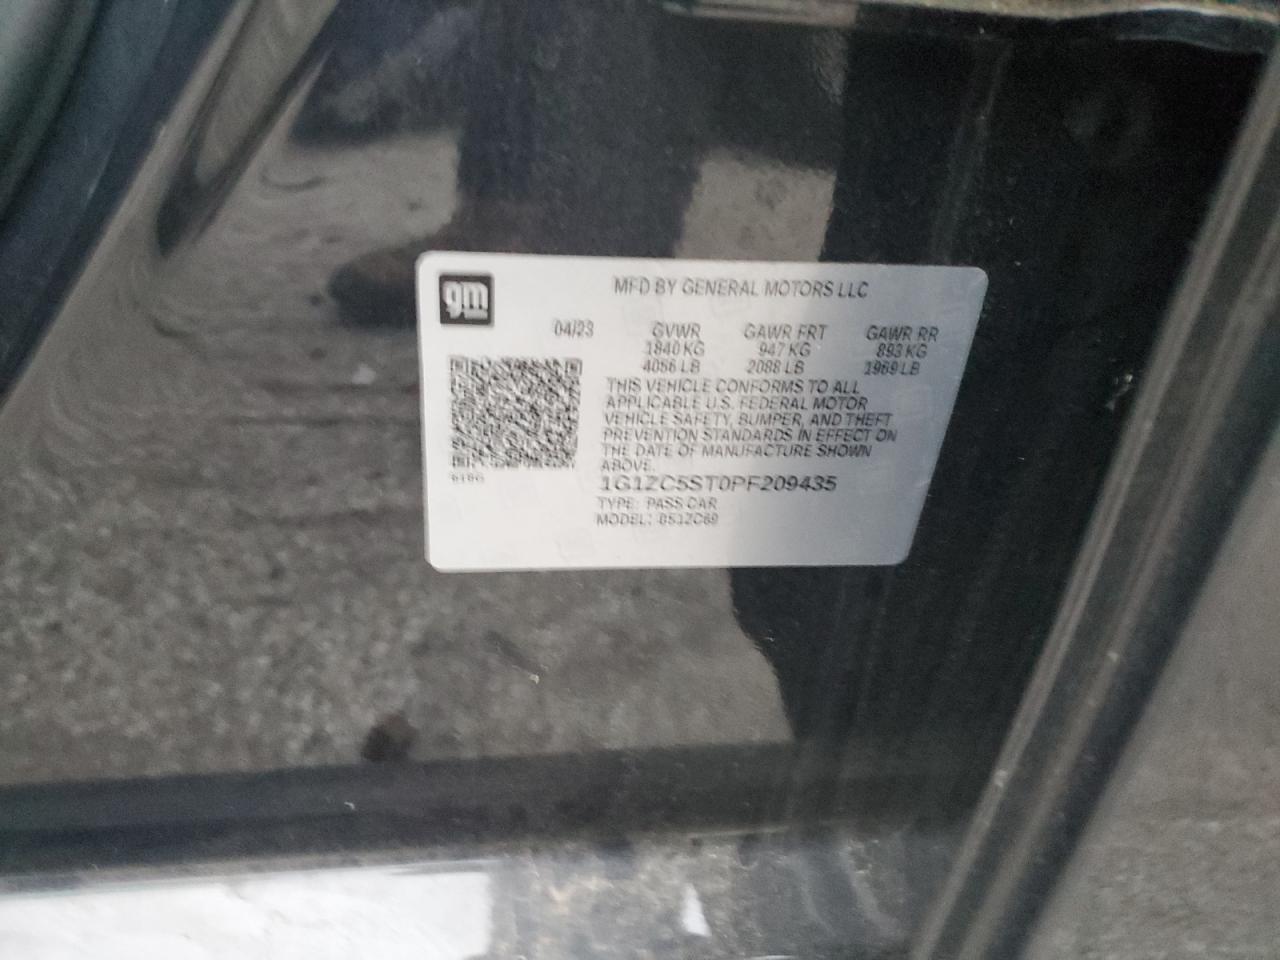 gm
MFD BY GENERAL MOTORS LLC
04/23 GVWR GAWR FRT GAWR RR
1840 KG 947 KG 893 KG
4056 LB 2088 LB 1969 LB
THIS VEHICLE CONFORMS TO ALL
APPLICABLE U.S. FEDERAL MOTOR
VEHICLE SAFETY, BUMPER, AND THEFT
PREVENTION STANDARDS IN EFFECT ON
THE DATE OF MANUFACTURE SHOWN
ABOVE.
1G1ZC5ST0PF209435
TYPE: PASS CAR
MODEL: